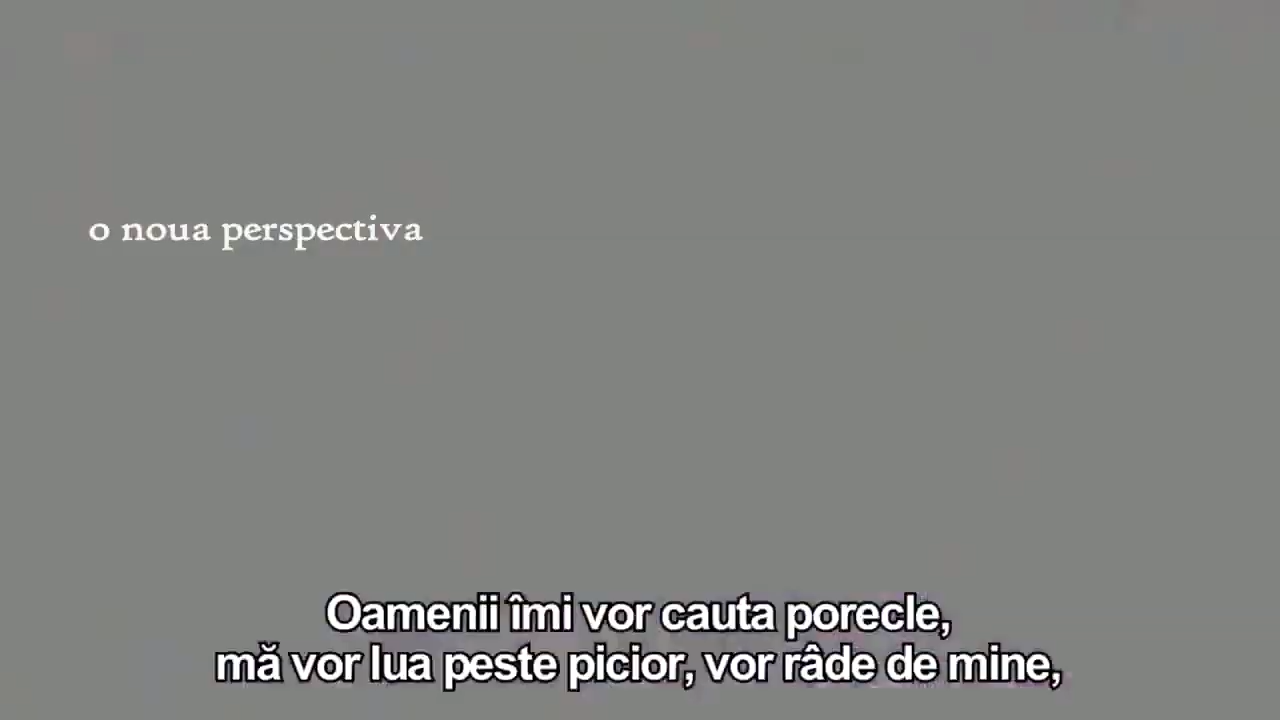 o noua perspectiva
Oamenii îmi vor cauta porecle,
mă vor lua peste picior, vor râde de mine,